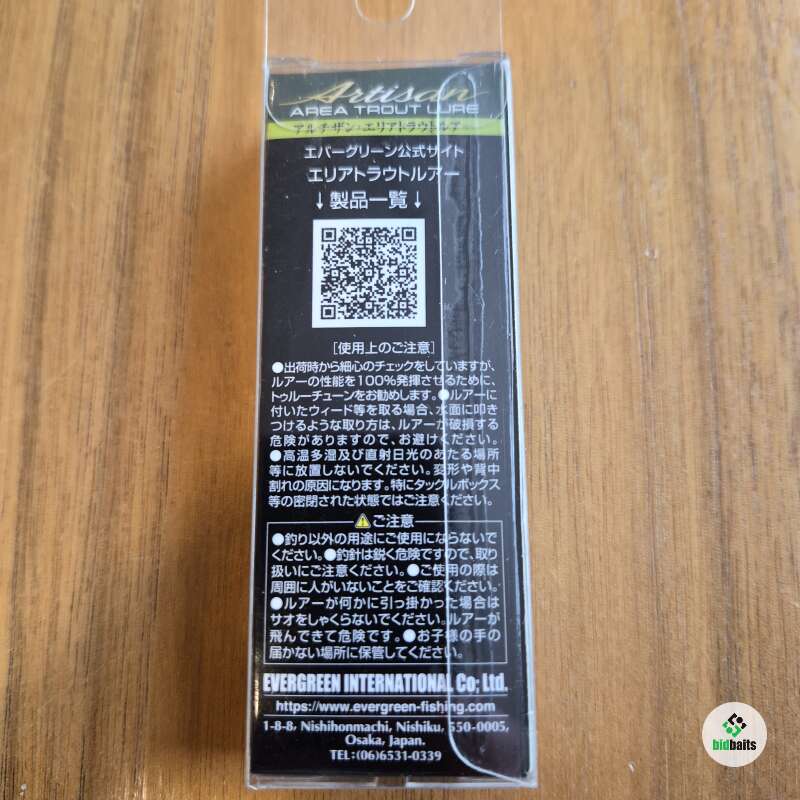 Artisan
AREA TROUT LURE
アルチザン・エリアトラウトルアー
エバーグリーン公式サイト
エリアトラウトルアー
↓製品一覧↓
[使用上のご注意]
●出荷時から細心のチェックをしていますが、
ルアーの性能を100%発揮させるために、
トゥルーチューンをお勧めします。●ルアーに
付いたウィード等を取る場合、水面に叩き
つけるような取り方は、ルアーが破損する
危険がありますので、お避けください。
●高温多湿及び直射日光のあたる場所
等に放置しないでください。変形や背中
割れの原因になります。特にタックルボックス
等の密閉された状態ではご注意ください。
⚠ご注意
●釣り以外の用途にご使用にならないで
ください。●釣針は鋭く危険ですので、取り
扱いにご注意ください。●ご使用の際は
周囲に人がいないことをご確認ください。
●ルアーが何かに引っ掛かった場合は
サオをしゃくらないでください。ルアーが
飛んできて危険です。●お子様の手の
届かない場所に保管してください。
EVERGREEN INTERNATIONAL Co; Ltd.
https://www.evergreen-fishing.com
1-8-8, Nishihonmachi, Nishiku, 550-0005,
Osaka, Japan.
TEL:(06)6531-0339
bidbaits